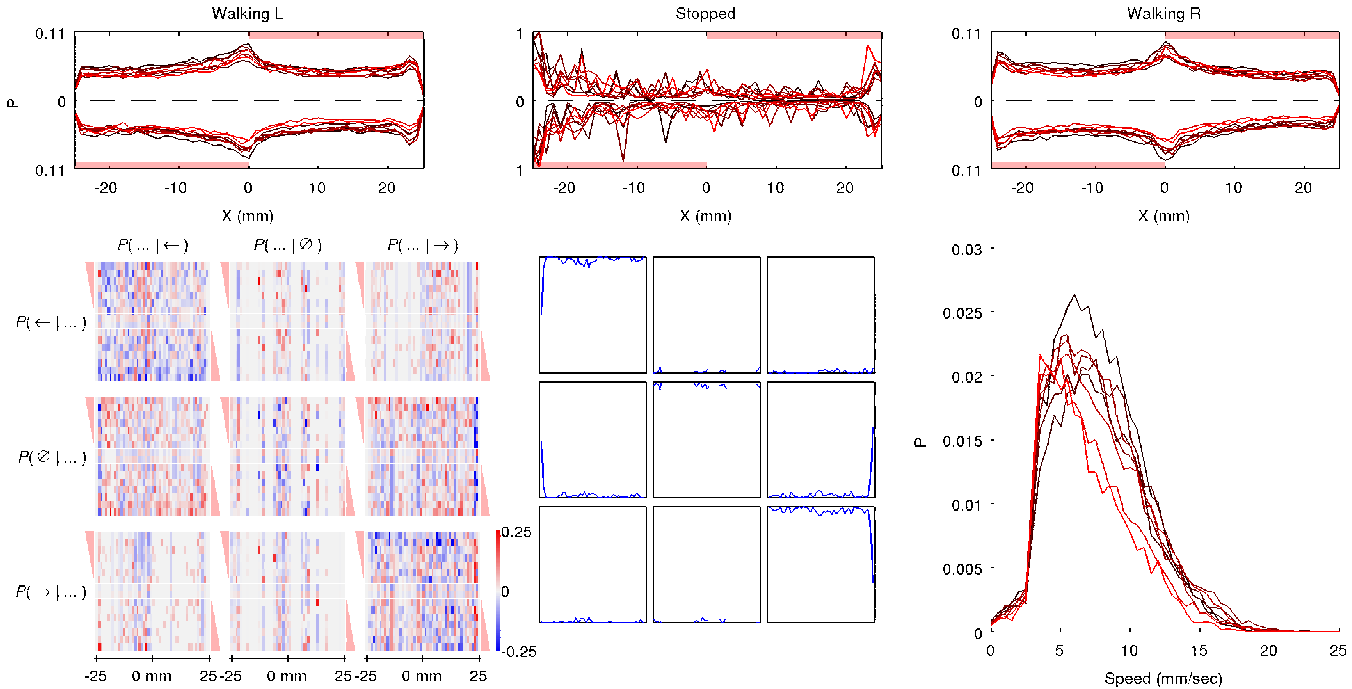 Walking L
Stopped
Walking R
0.11
0
0.11
P
-20
-10
0
10
20
X (mm)
1
0
1
-20
-10
0
10
20
X (mm)
0.11
0
0.11
-20
-10
0
10
20
X (mm)
P( ... | ← )
P( ... | ∅ )
P( ... | → )
P( ← | ... )
P( ∅ | ... )
P( → | ... )
0.25
0
-0.25
-25
0 mm
25
-25
0 mm
25
-25
0 mm
25
0.03
0.025
0.02
0.015
0.01
0.005
0
P
0
5
10
15
20
25
Speed (mm/sec)